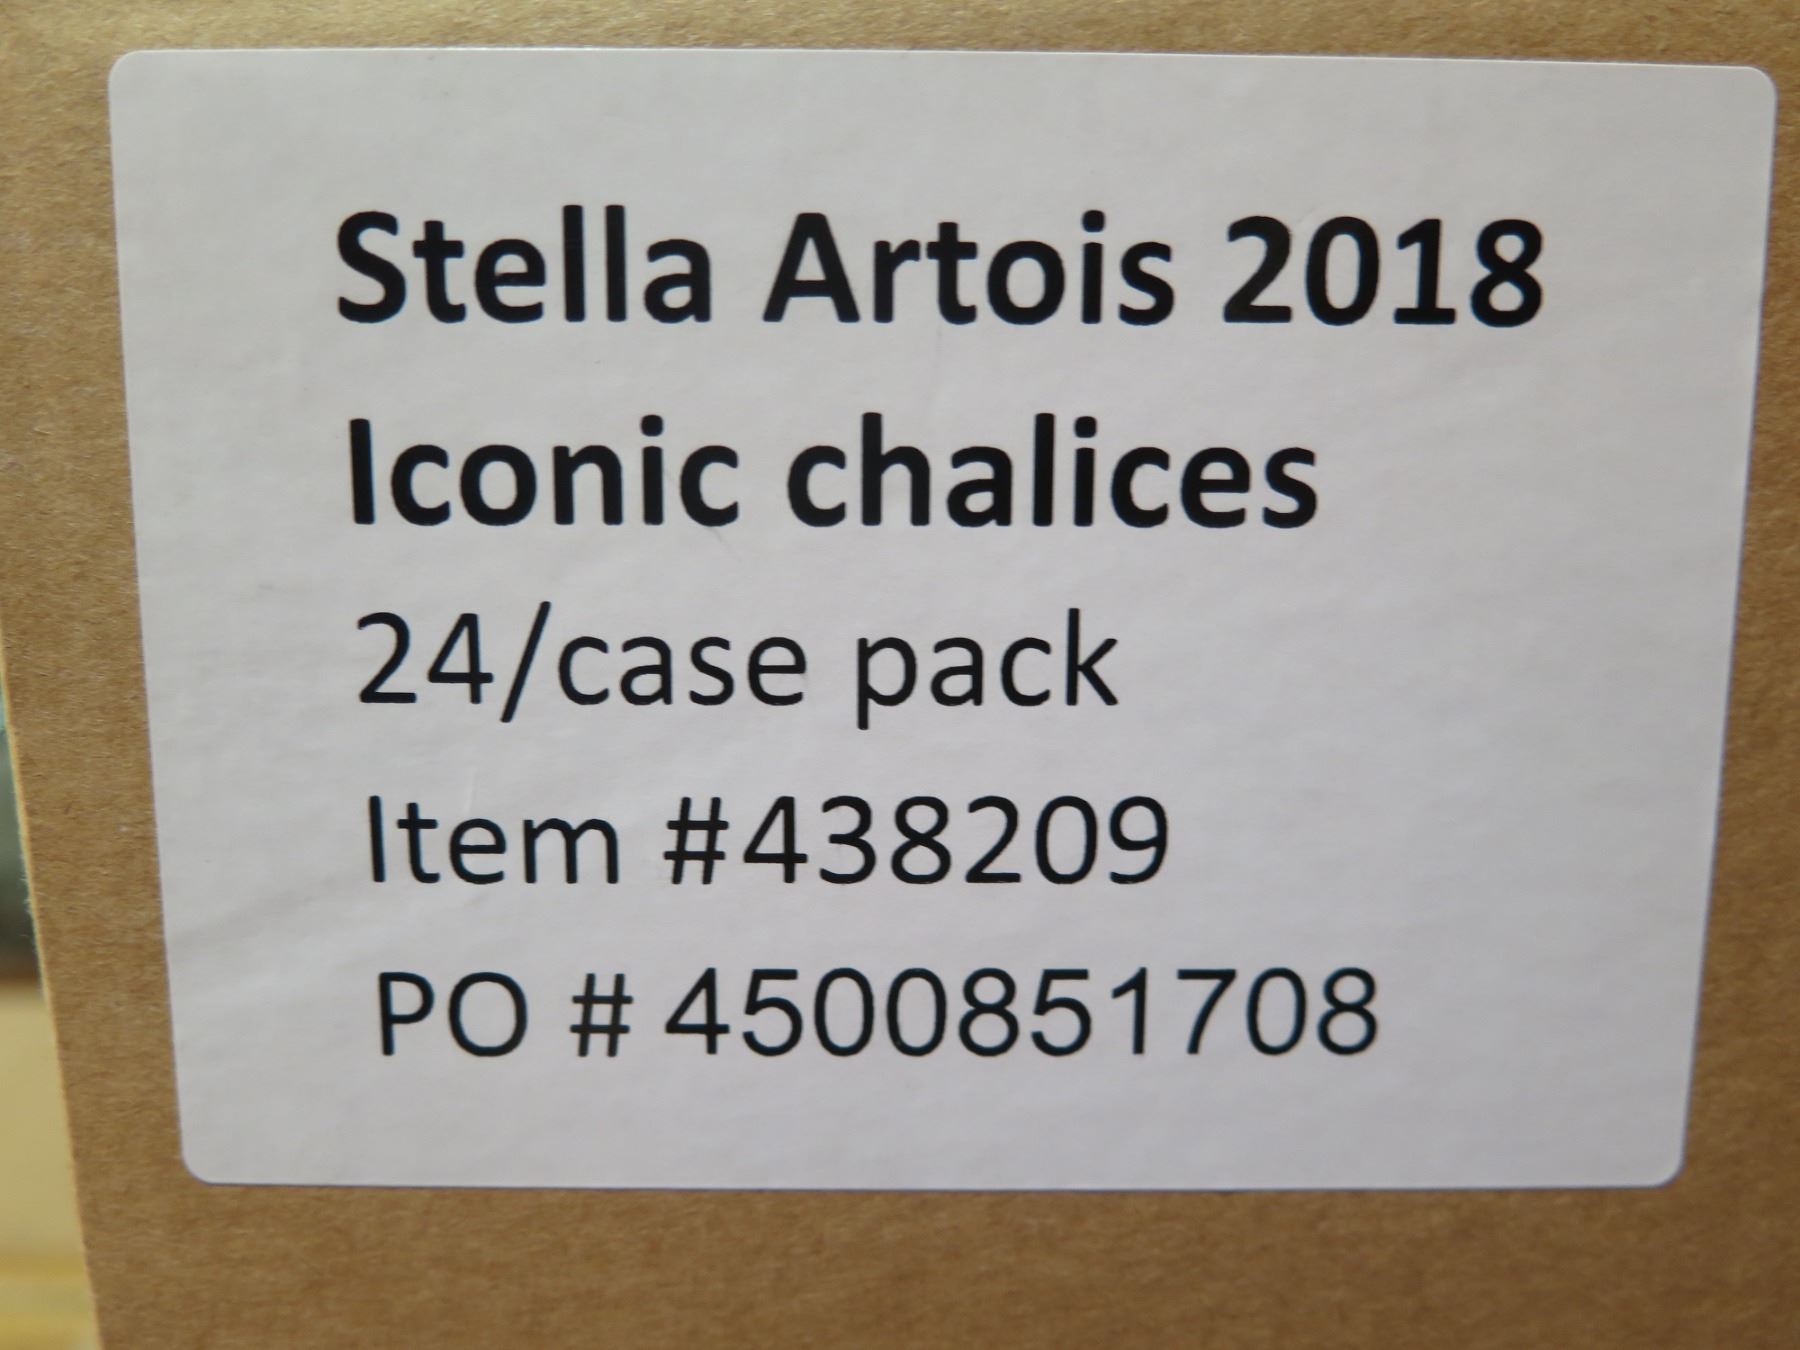 Stella Artois 2018
Iconic chalices
24/case pack
Item #438209
PO # 4500851708